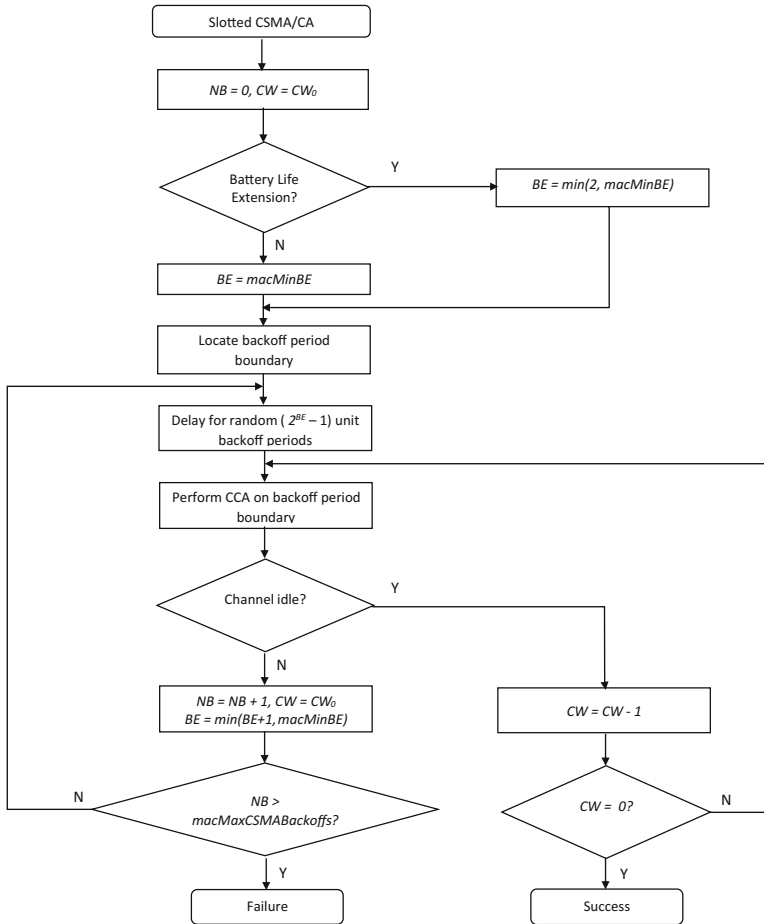 Slotted CSMA/CA
NB = 0, CW = CW₀
Battery Life
Extension?
Y
BE = min(2, macMinBE)
N
BE = macMinBE
Locate backoff period
boundary
Delay for random ( 2^BE – 1) unit
backoff periods
Perform CCA on backoff period
boundary
Channel idle?
Y
N
NB = NB + 1, CW = CW₀
BE = min(BE+1, macMinBE)
CW = CW - 1
N
NB >
macMaxCSMABackoffs?
CW = 0?
N
Y
Y
Failure
Success